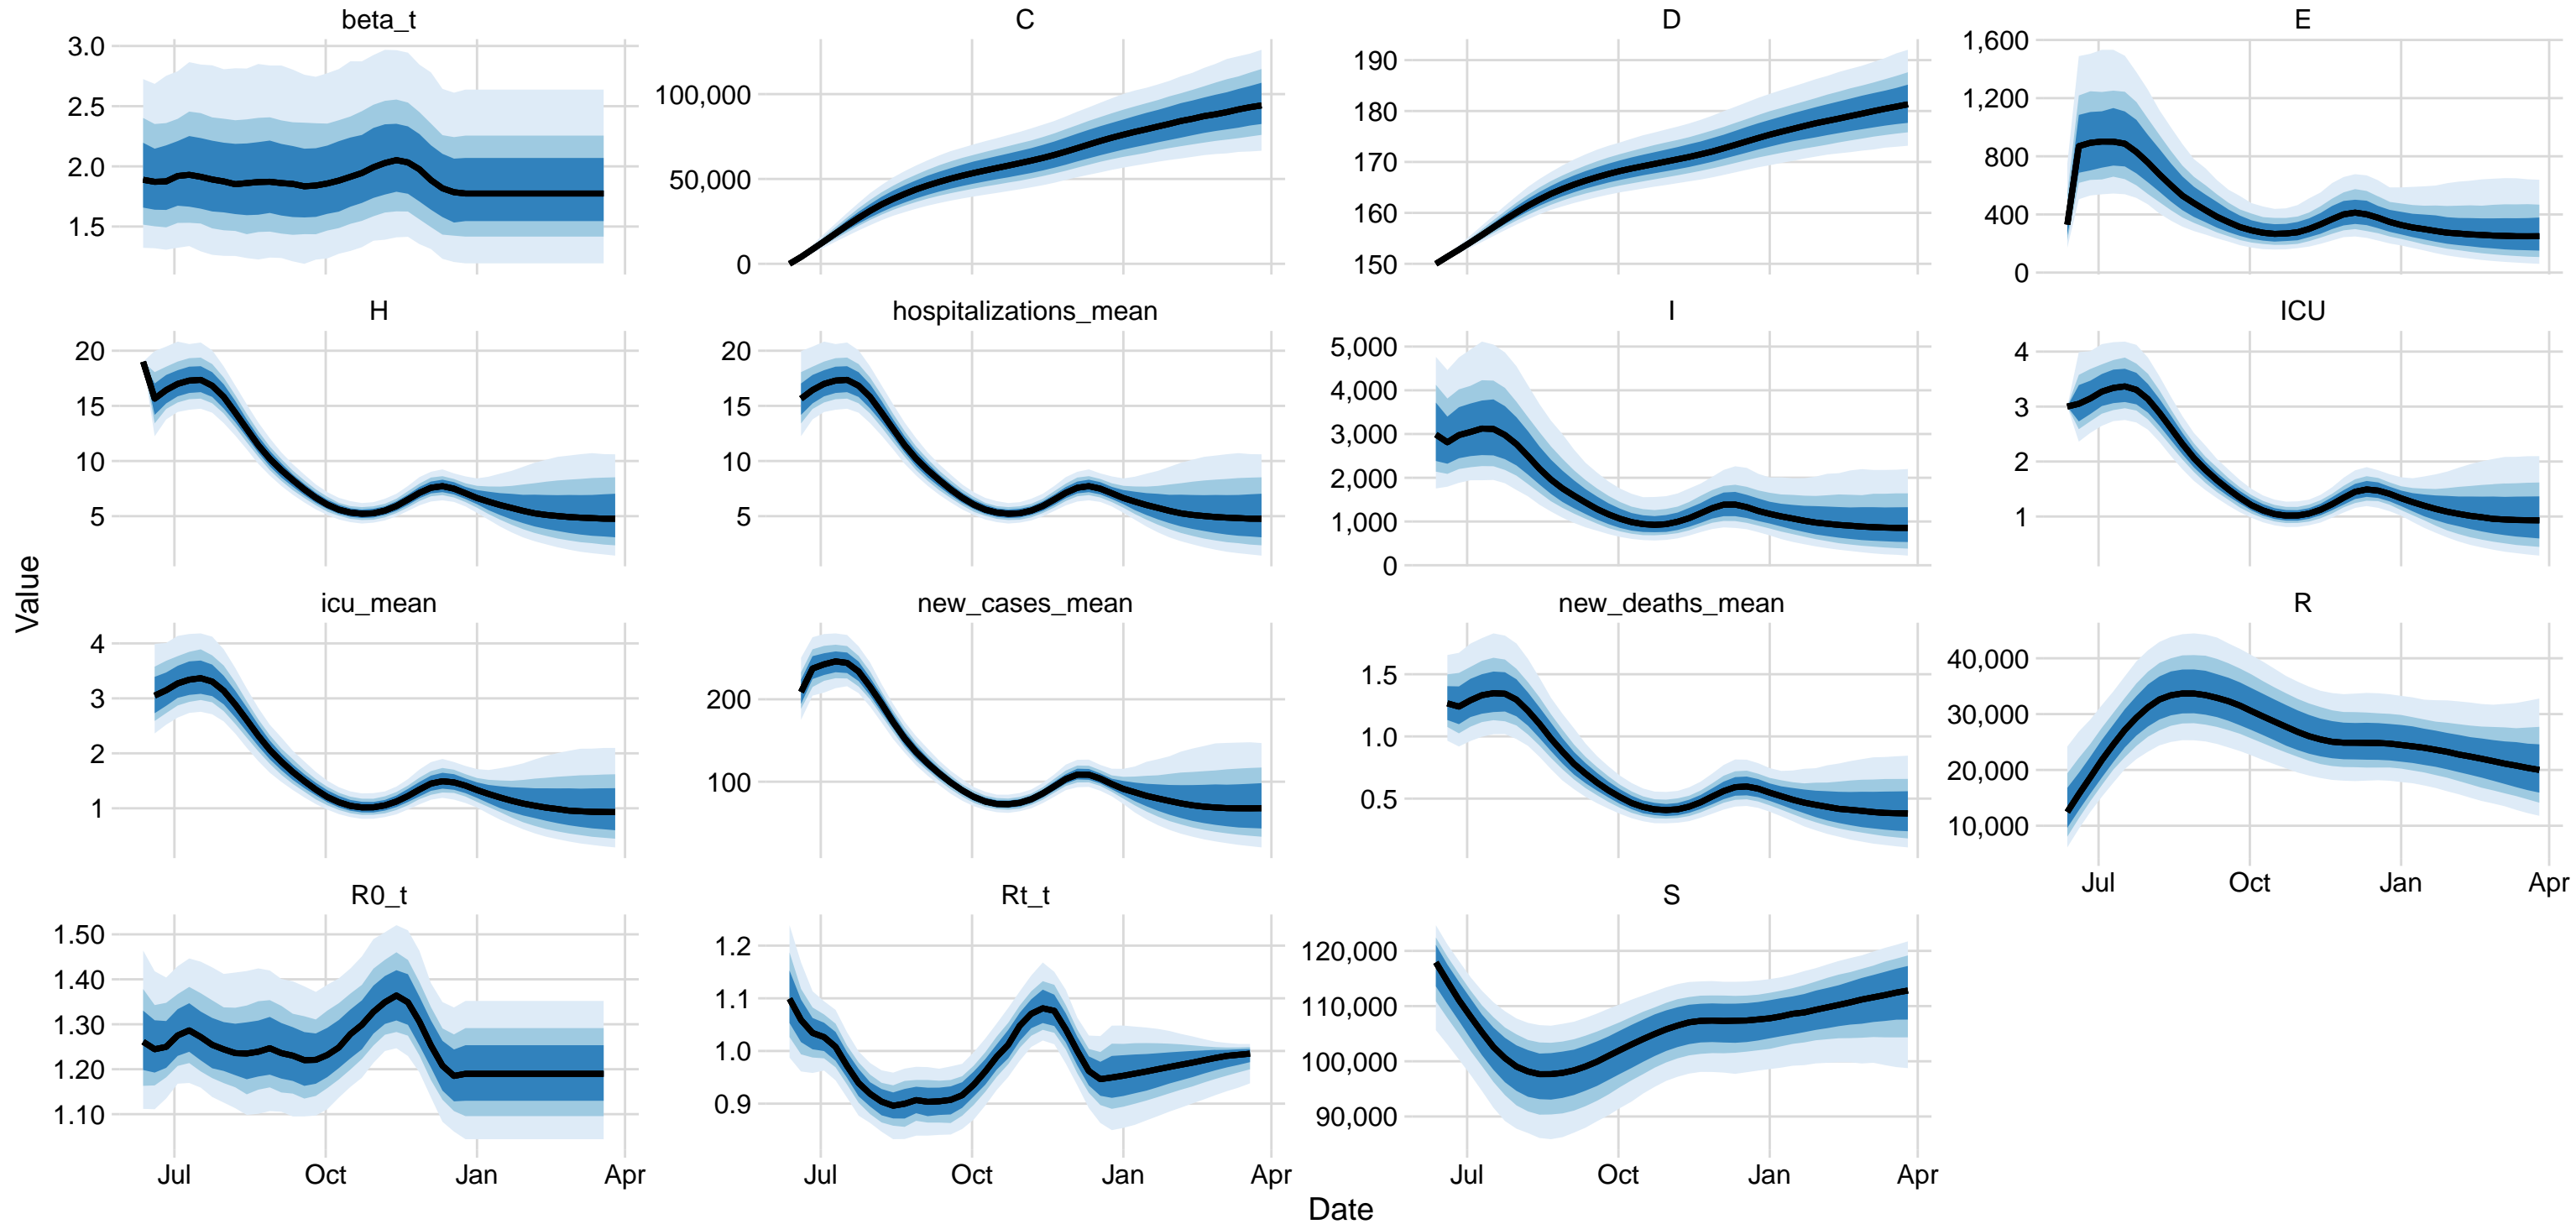 beta_t
C
D
E
3.0
2.5
2.0
1.5
100,000
50,000
0
190
180
170
160
150
1,600
1,200
800
400
0
H
hospitalizations_mean
I
ICU
20
15
10
5
20
15
10
5
5,000
4,000
3,000
2,000
1,000
0
4
3
2
1
Value
icu_mean
new_cases_mean
new_deaths_mean
R
4
3
2
1
200
100
1.5
1.0
0.5
40,000
30,000
20,000
10,000
Jul Oct Jan Apr
R0_t
Rt_t
S
1.50
1.40
1.30
1.20
1.10
1.2
1.1
1.0
0.9
120,000
110,000
100,000
90,000
Jul Oct Jan Apr
Jul Oct Jan Apr
Jul Oct Jan Apr
Date